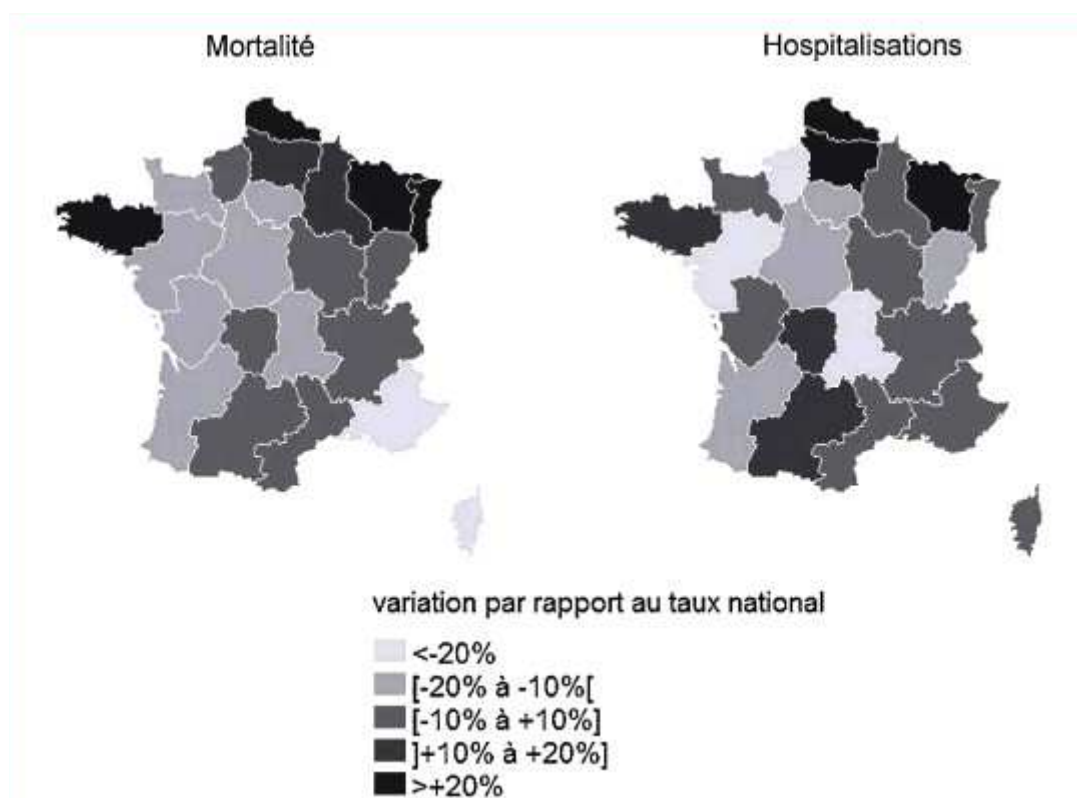 Mortalité
Hospitalisations
variation par rapport au taux national
<-20%
[-20% à -10%[
[-10% à +10%]
]+10% à +20%]
>+20%